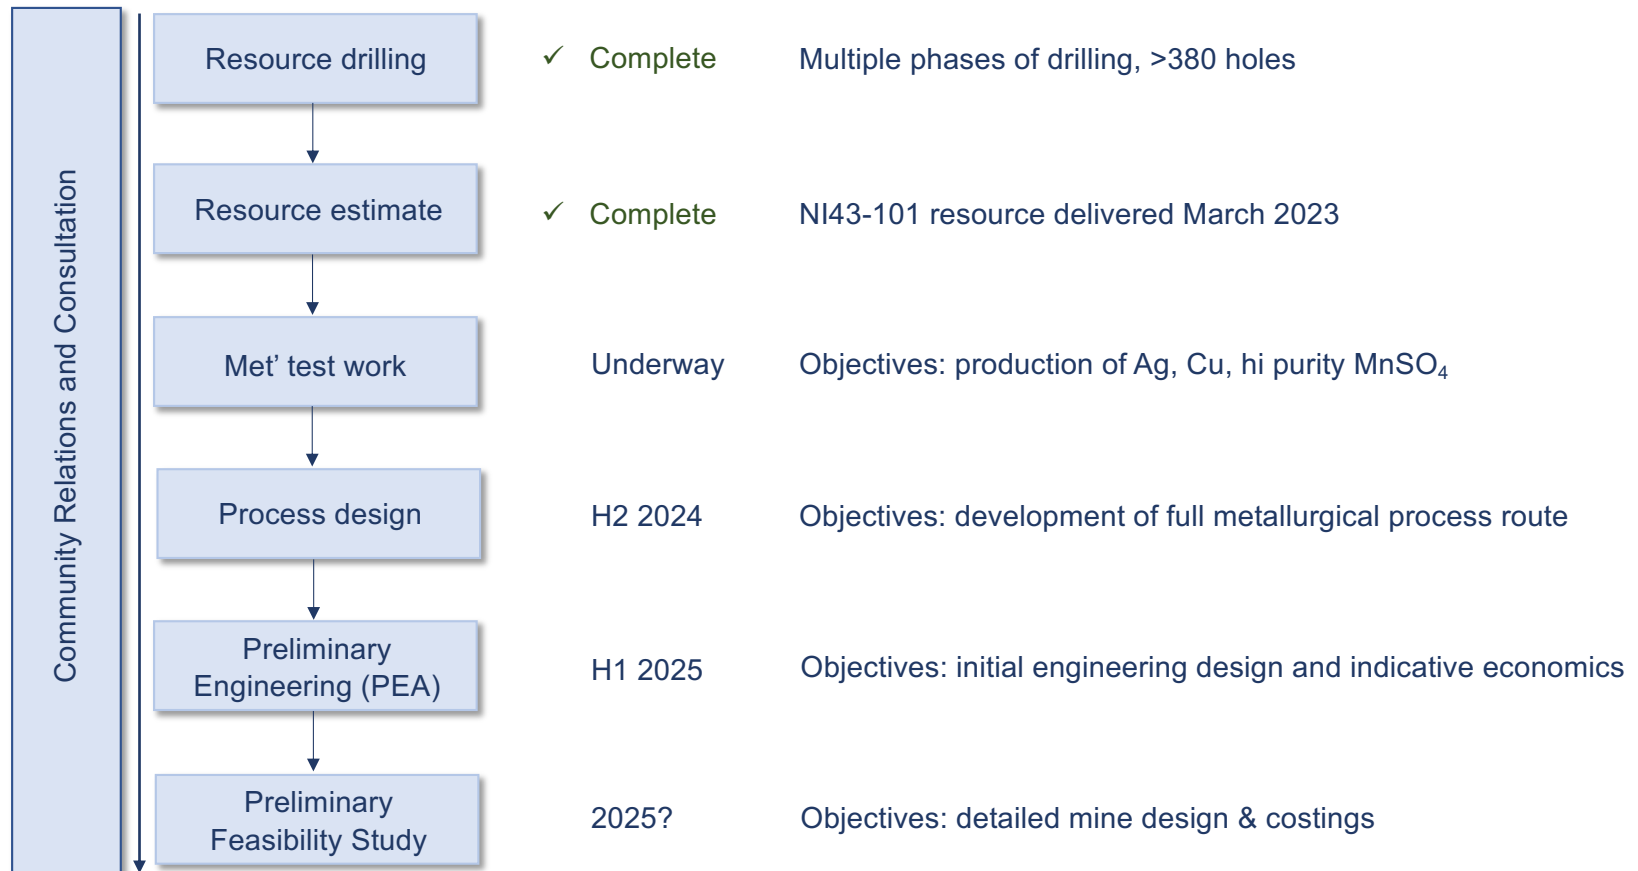 Community Relations and Consultation
Resource drilling
✓ Complete
Multiple phases of drilling, >380 holes
Resource estimate
✓ Complete
NI43-101 resource delivered March 2023
Met’ test work
Underway
Objectives: production of Ag, Cu, hi purity MnSO₄
Process design
H2 2024
Objectives: development of full metallurgical process route
Preliminary
Engineering (PEA)
H1 2025
Objectives: initial engineering design and indicative economics
Preliminary
Feasibility Study
2025?
Objectives: detailed mine design & costings